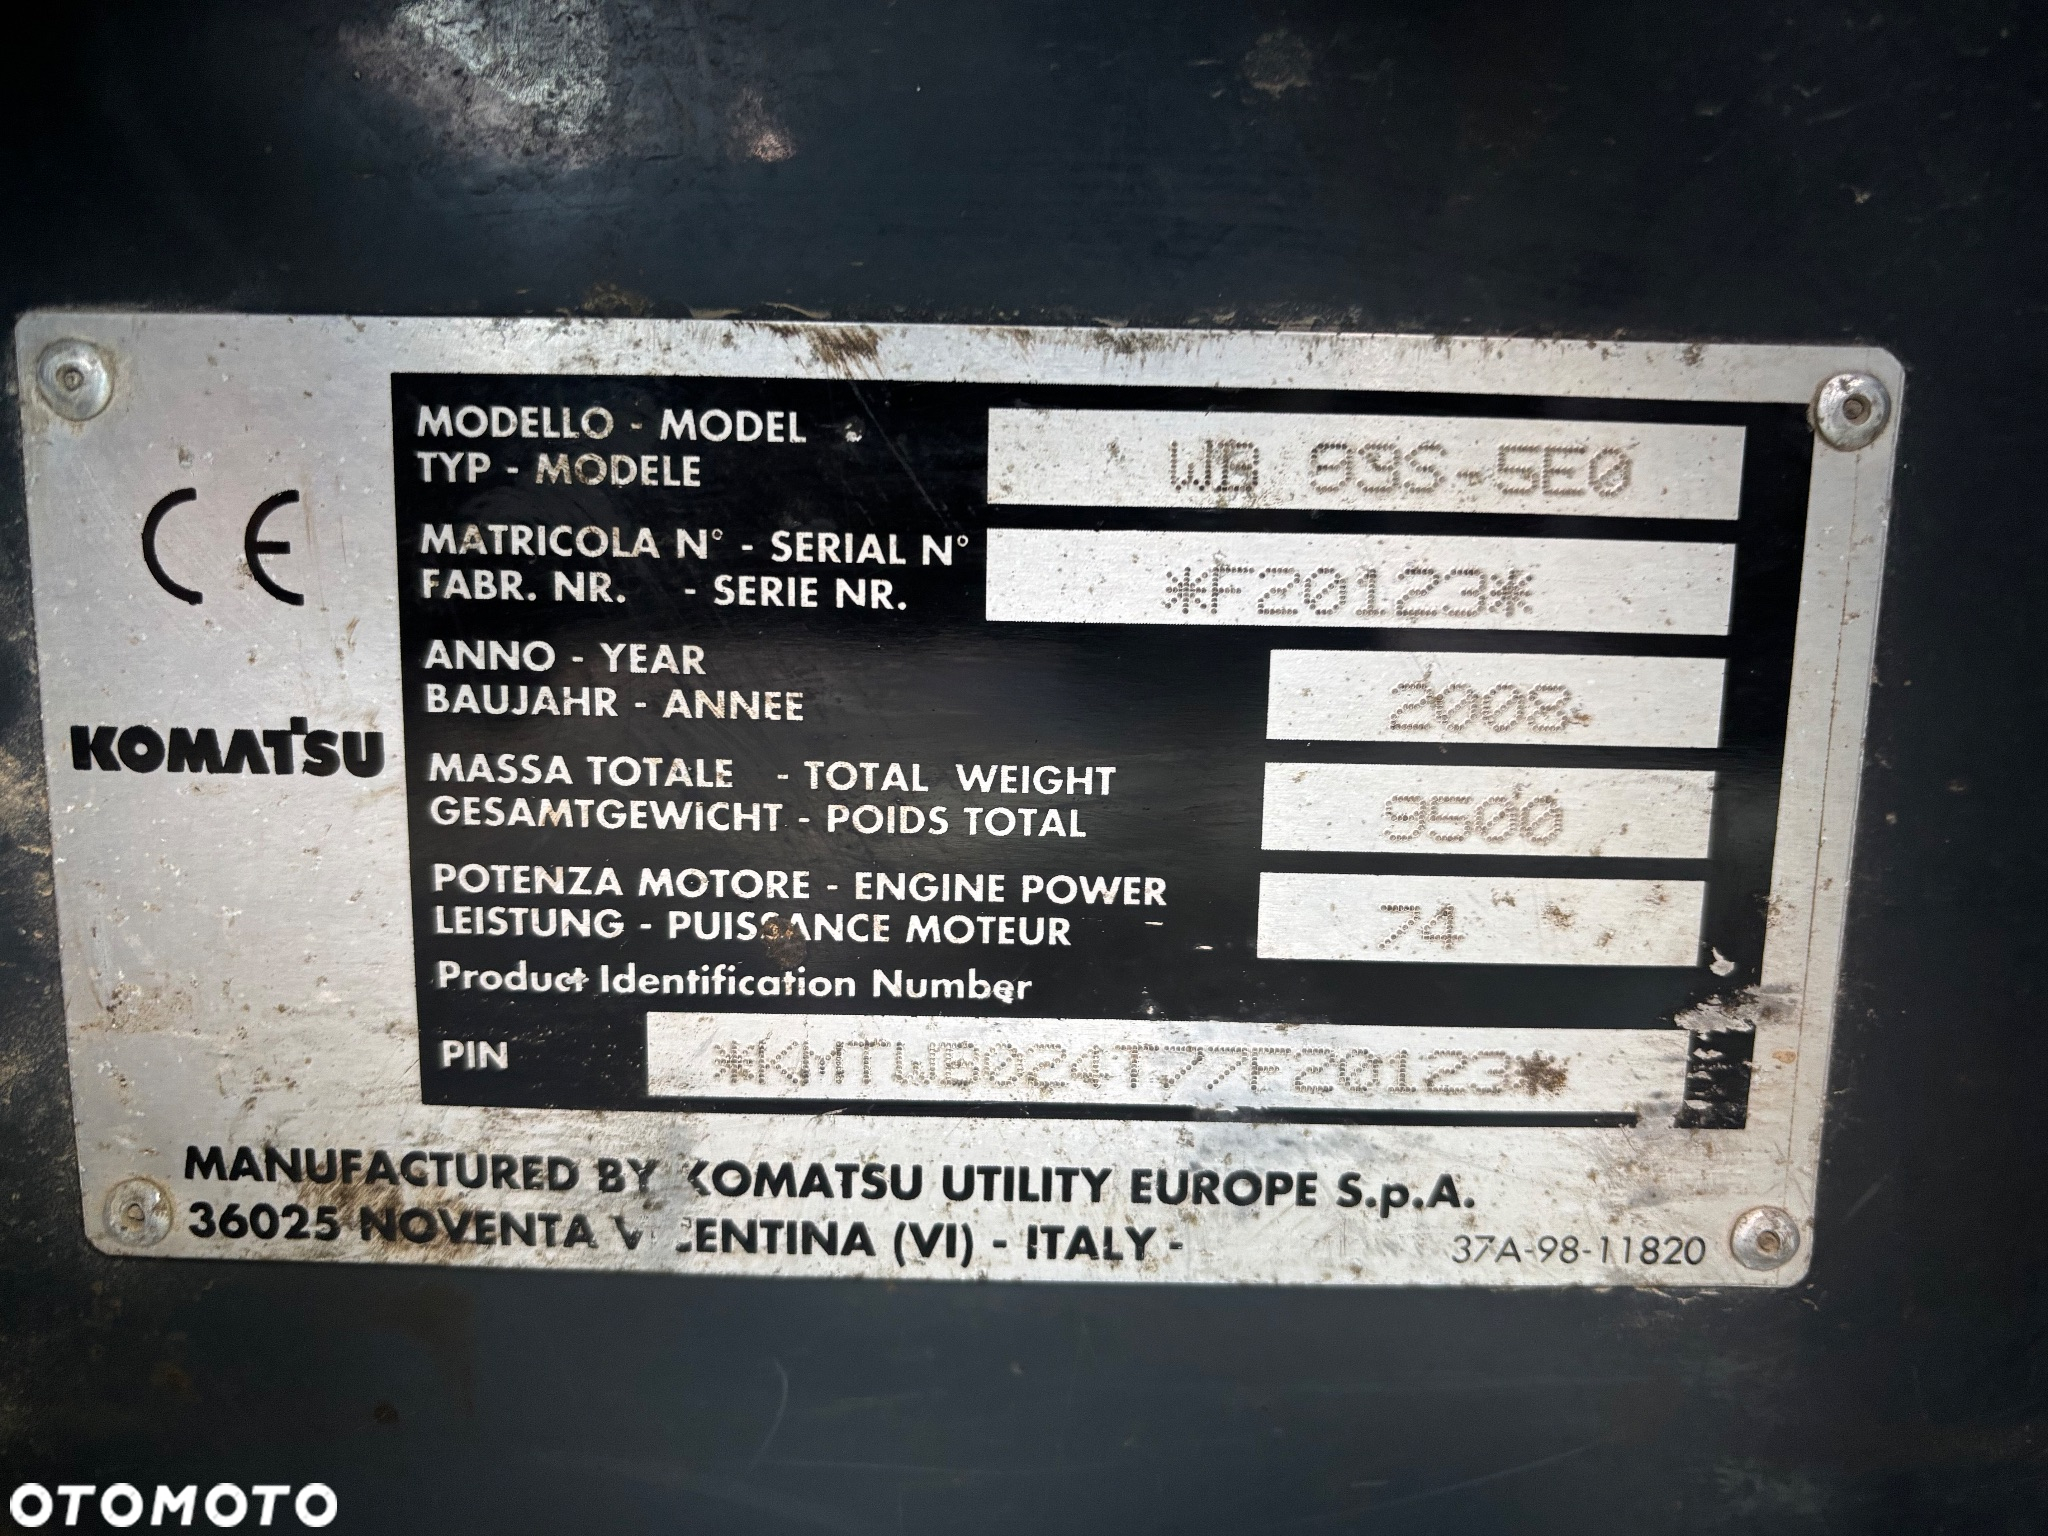 CE
KOMATSU
MODELLO - MODEL
TYP - MODELE
WB 93S-5E0
MATRICOLA N° - SERIAL N°
FABR. NR. - SERIE NR.
*F20123*
ANNO - YEAR
BAUJAHR - ANNEE
2008
MASSA TOTALE - TOTAL WEIGHT
GESAMTGEWICHT - POIDS TOTAL
9500
POTENZA MOTORE - ENGINE POWER
LEISTUNG - PUISSANCE MOTEUR
74
Product Identification Number
PIN
*KMTWB024T77F20123*
MANUFACTURED BY KOMATSU UTILITY EUROPE S.p.A.
36025 NOVENTA VICENTINA (VI) - ITALY -
37A-98-11820
OTOMOTO